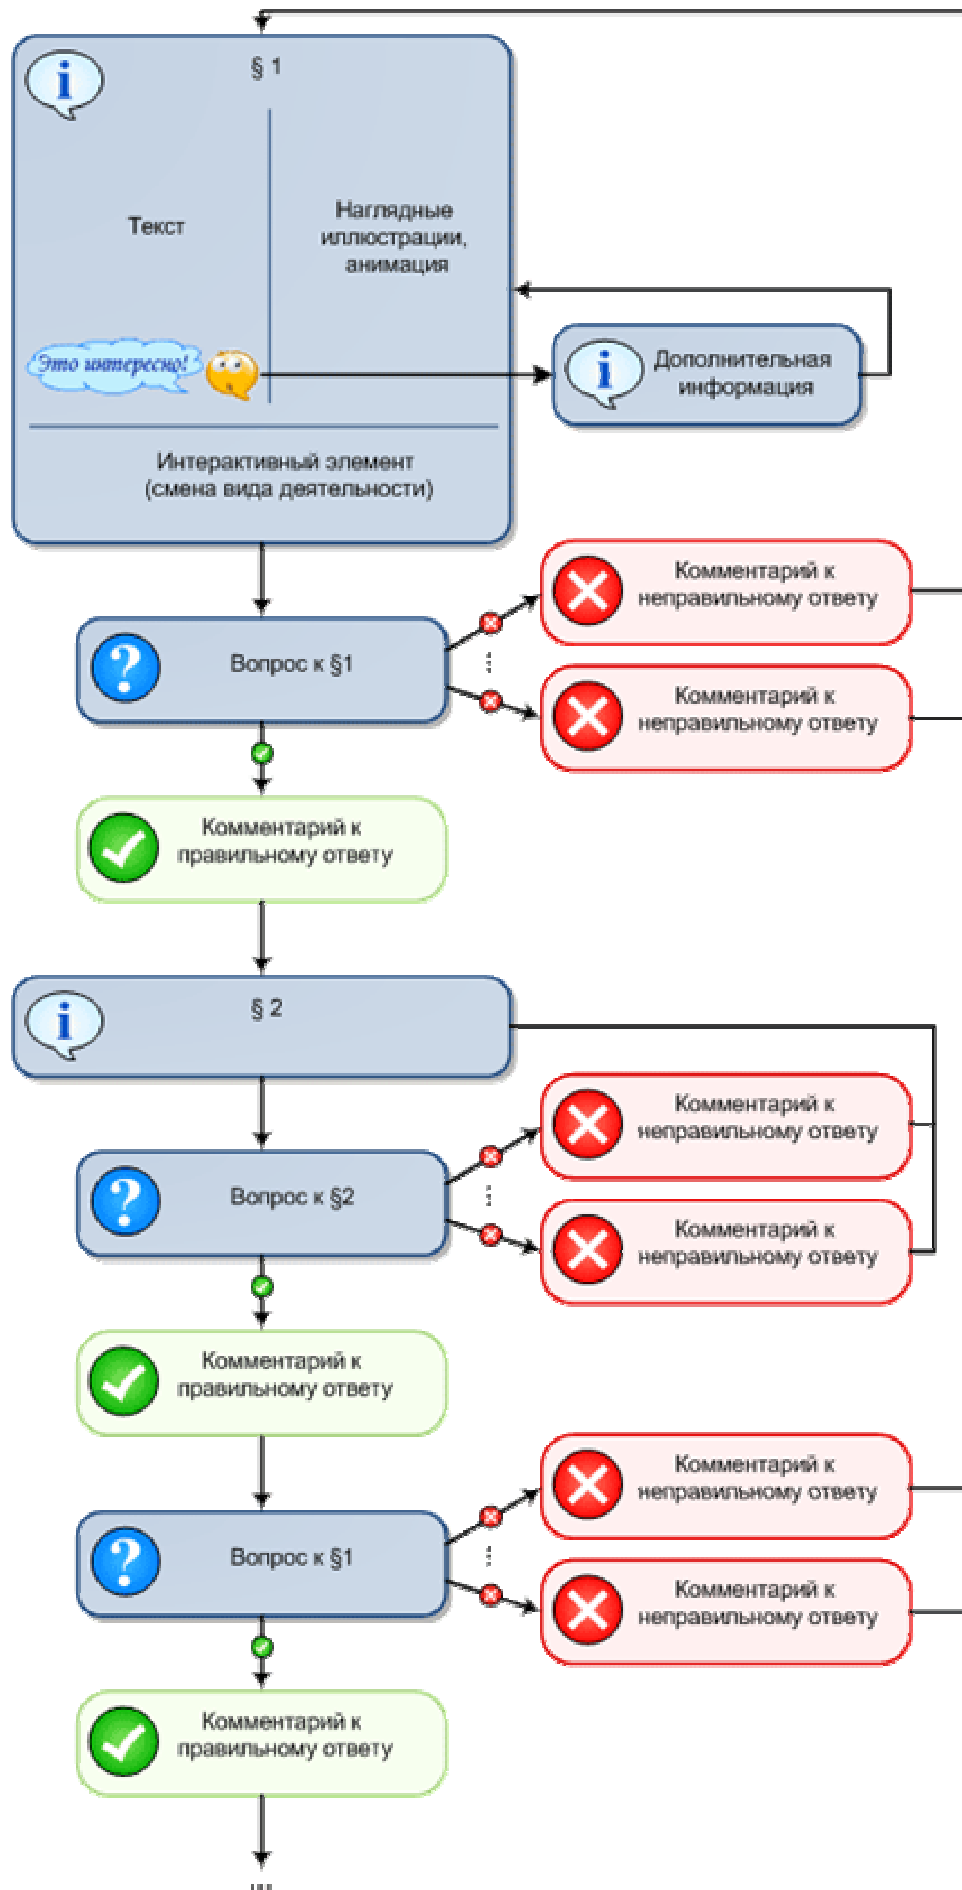 § 1
Текст
Наглядные
иллюстрации,
анимация
Это интересно!
Дополнительная
информация
Интерактивный элемент
(смена вида деятельности)
Комментарий к
неправильному ответу
Вопрос к §1
Комментарий к
неправильному ответу
Комментарий к
правильному ответу
§ 2
Комментарий к
неправильному ответу
Вопрос к §2
Комментарий к
неправильному ответу
Комментарий к
правильному ответу
Комментарий к
неправильному ответу
Вопрос к §1
Комментарий к
неправильному ответу
Комментарий к
правильному ответу
...